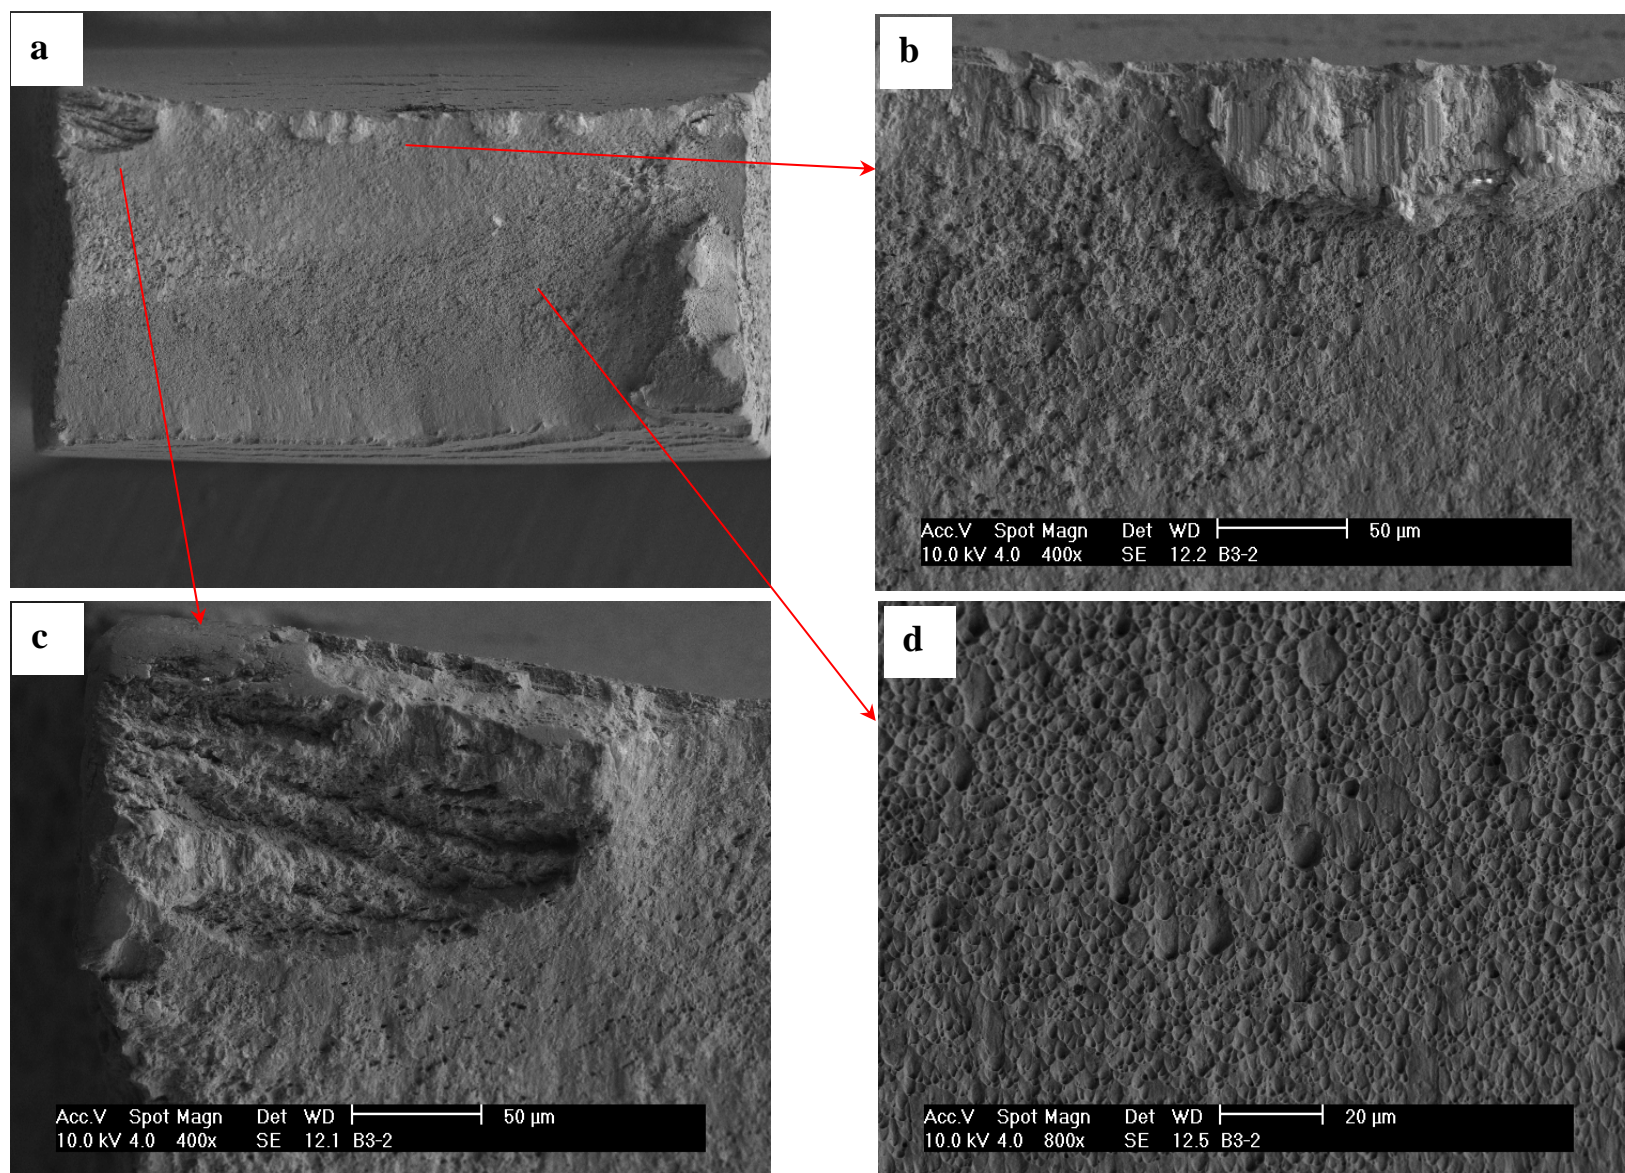 a
b
Acc.V Spot Magn Det WD 50 µm
10.0 kV 4.0 400x SE 12.2 B3-2
c
Acc.V Spot Magn Det WD 50 µm
10.0 kV 4.0 400x SE 12.1 B3-2
d
Acc.V Spot Magn Det WD 20 µm
10.0 kV 4.0 800x SE 12.5 B3-2